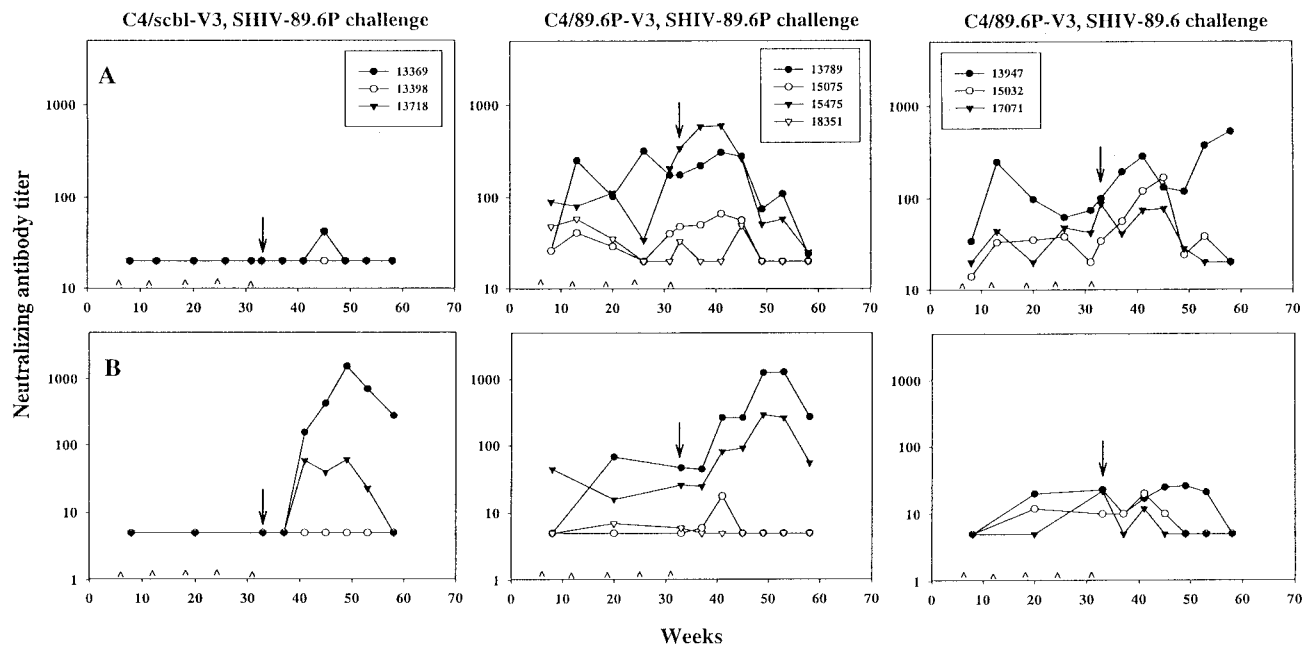 C4/scbl-V3, SHIV-89.6P challenge
C4/89.6P-V3, SHIV-89.6P challenge
C4/89.6P-V3, SHIV-89.6 challenge
Neutralizing antibody titer
A
1000
100
10
0 10 20 30 40 50 60 70
13369
13398
13718
1000
100
10
0 10 20 30 40 50 60 70
13789
15075
15475
18351
1000
100
10
0 10 20 30 40 50 60 70
13947
15032
17071
B
1000
100
10
1
0 10 20 30 40 50 60 70
1000
100
10
1
0 10 20 30 40 50 60 70
1000
100
10
1
0 10 20 30 40 50 60 70
Weeks